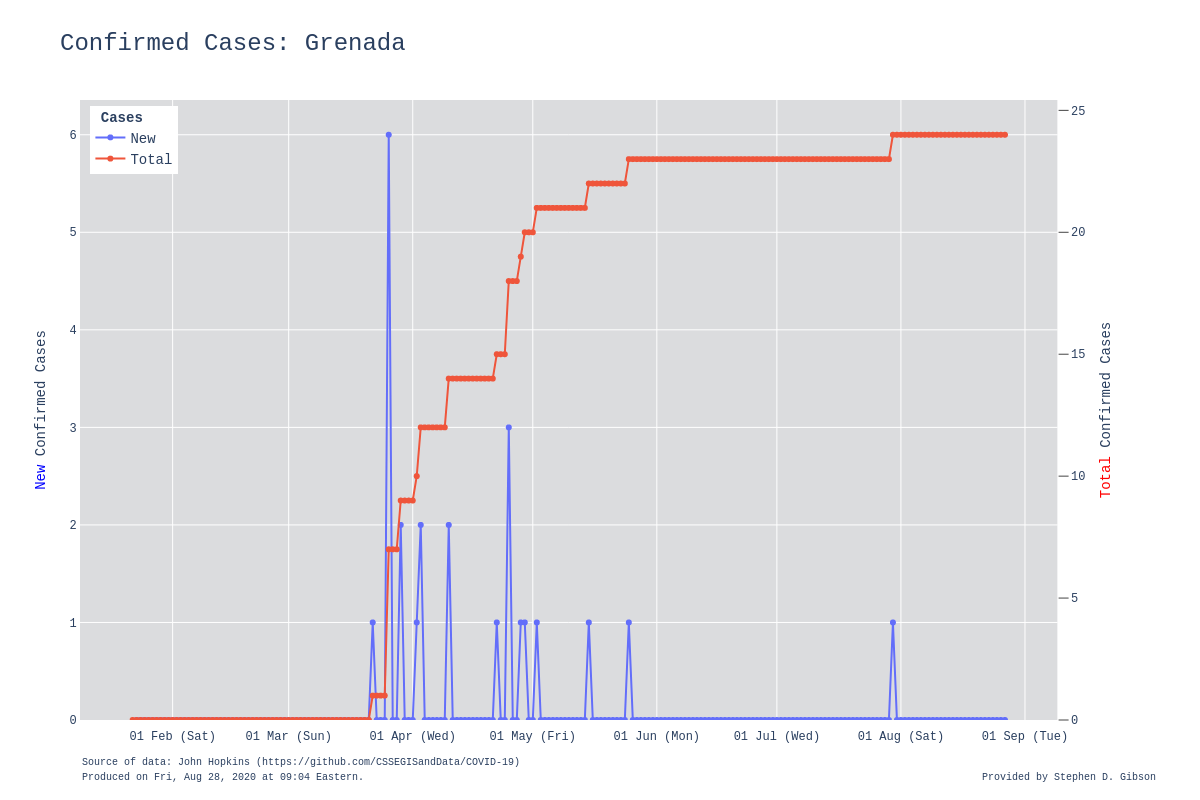 Confirmed Cases: Grenada
Cases
New
Total
6
5
4
3
2
1
0
25
20
15
10
5
0
New Confirmed Cases
Total Confirmed Cases
01 Feb (Sat)
01 Mar (Sun)
01 Apr (Wed)
01 May (Fri)
01 Jun (Mon)
01 Jul (Wed)
01 Aug (Sat)
01 Sep (Tue)
Source of data: John Hopkins (https://github.com/CSSEGISandData/COVID-19)
Produced on Fri, Aug 28, 2020 at 09:04 Eastern.
Provided by Stephen D. Gibson